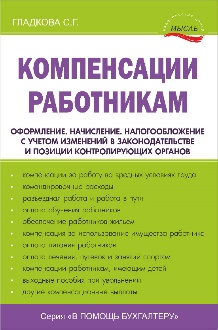 ГЛАДКОВА С.Г.
МЫСЛЬ
КОМПЕНСАЦИИ
РАБОТНИКАМ
ОФОРМЛЕНИЕ. НАЧИСЛЕНИЕ. НАЛОГООБЛОЖЕНИЕ
С УЧЕТОМ ИЗМЕНЕНИЙ В ЗАКОНОДАТЕЛЬСТВЕ
И ПОЗИЦИИ КОНТРОЛИРУЮЩИХ ОРГАНОВ
компенсации за работу во вредных условиях труда
командировочные расходы
разъездная работа и работа в пути
оплата обучения работников
обеспечение работников жильем
компенсация за использование имущества работника
оплата питания работников
оплата лечения, путевок и занятий спортом
компенсации работникам, имеющим детей
выходные пособия при увольнении
другие компенсационные выплаты
Серия «В ПОМОЩЬ БУХГАЛТЕРУ»